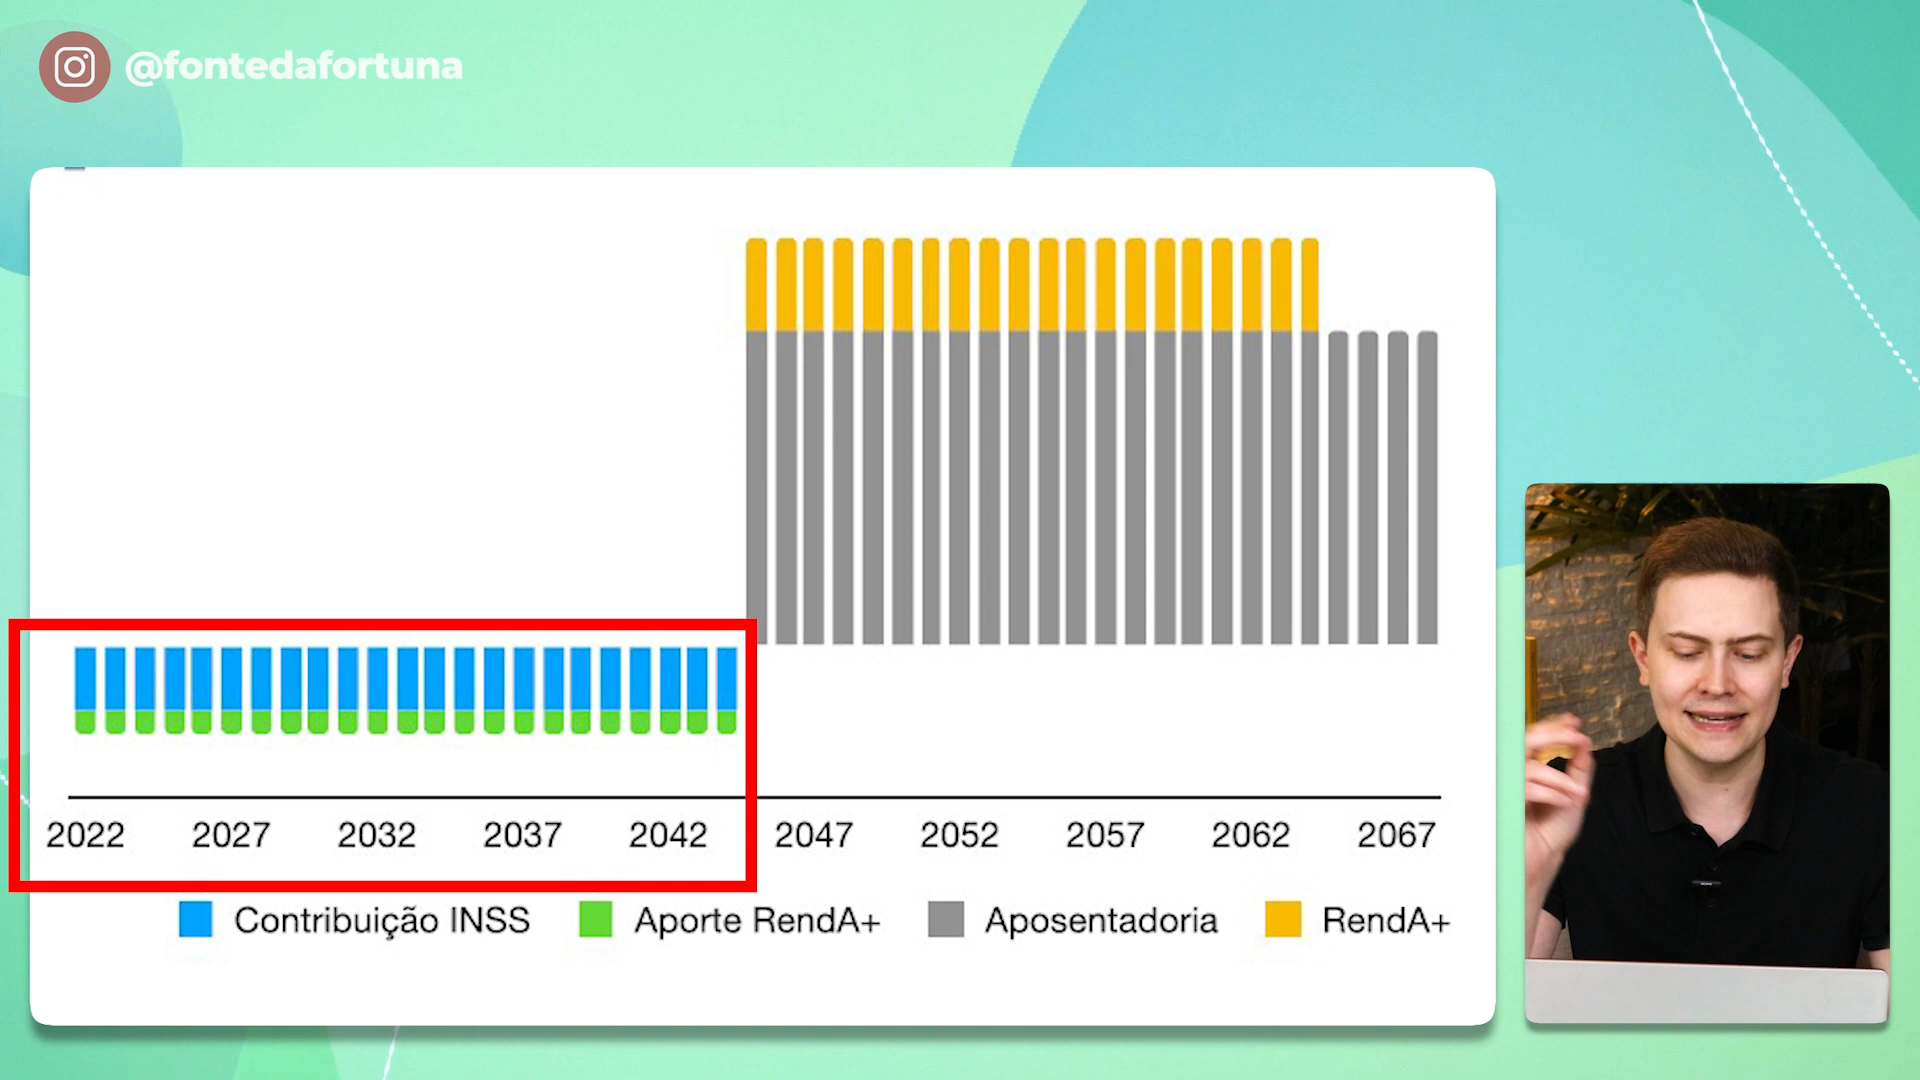 @fontedafortuna
2022 2027 2032 2037 2042 2047 2052 2057 2062 2067
Contribuição INSS Aporte RendA+ Aposentadoria RendA+